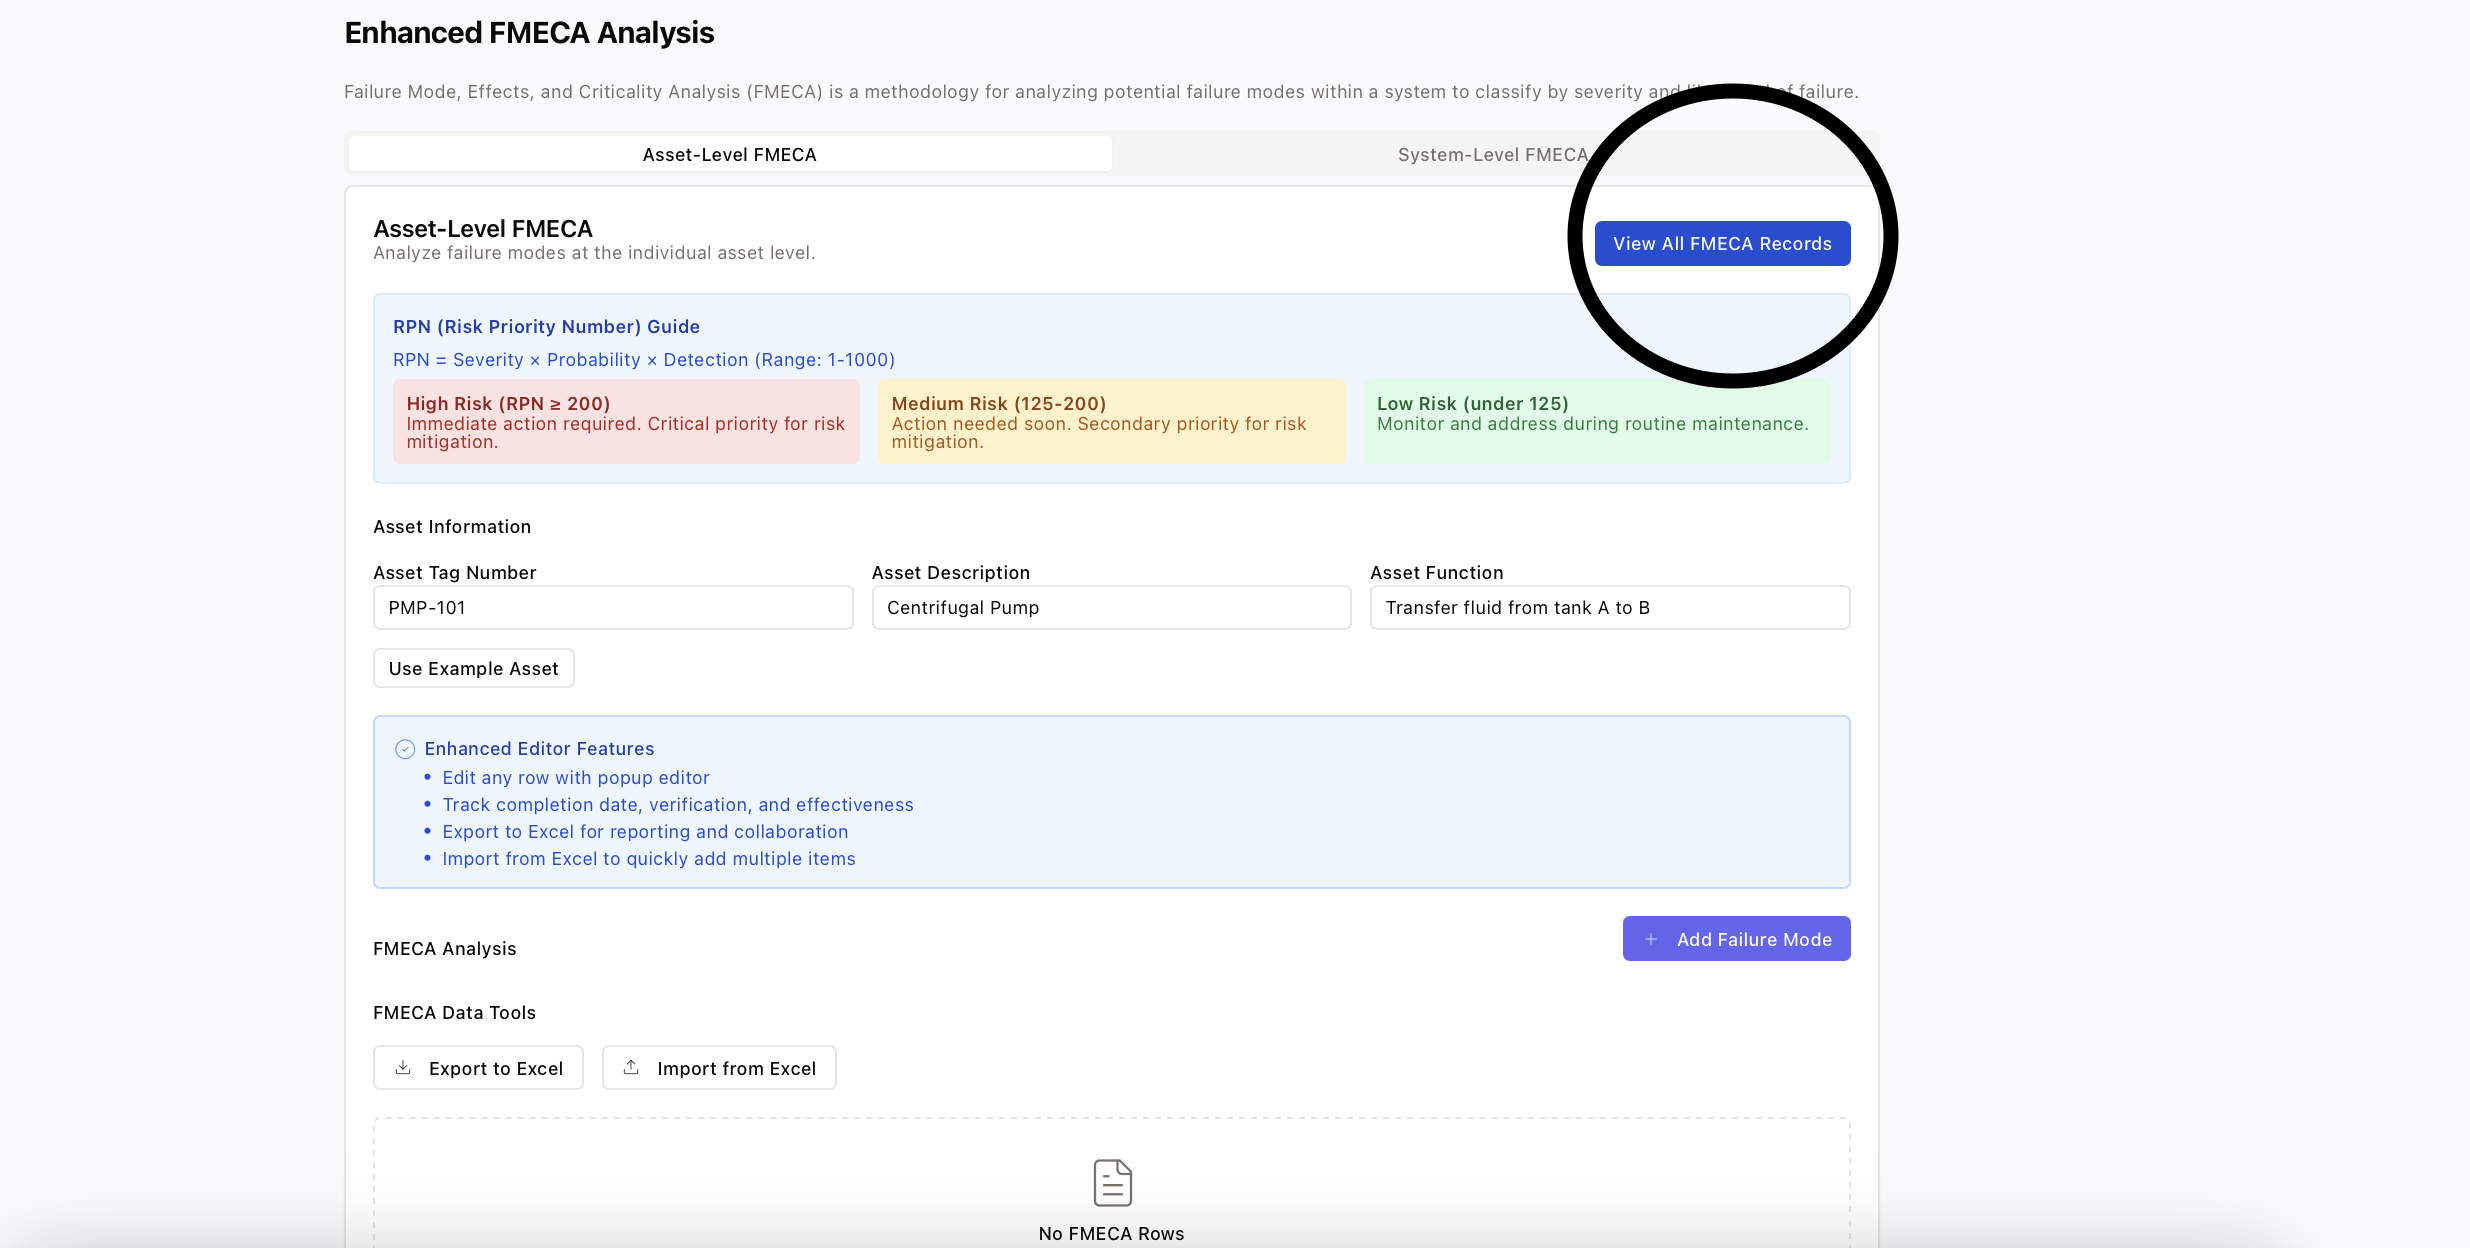 Enhanced FMECA Analysis
Failure Mode, Effects, and Criticality Analysis (FMECA) is a methodology for analyzing potential failure modes within a system to classify by severity and of failure.
Asset-Level FMECA
System-Level FMECA
Asset-Level FMECA
Analyze failure modes at the individual asset level.
View All FMECA Records
RPN (Risk Priority Number) Guide
RPN = Severity × Probability × Detection (Range: 1-1000)
High Risk (RPN ≥ 200)
Immediate action required. Critical priority for risk
mitigation.
Medium Risk (125-200)
Action needed soon. Secondary priority for risk
mitigation.
Low Risk (under 125)
Monitor and address during routine maintenance.
Asset Information
Asset Tag Number
PMP-101
Asset Description
Centrifugal Pump
Asset Function
Transfer fluid from tank A to B
Use Example Asset
Enhanced Editor Features
• Edit any row with popup editor
• Track completion date, verification, and effectiveness
• Export to Excel for reporting and collaboration
• Import from Excel to quickly add multiple items
FMECA Analysis
+ Add Failure Mode
FMECA Data Tools
Export to Excel
Import from Excel
No FMECA Rows